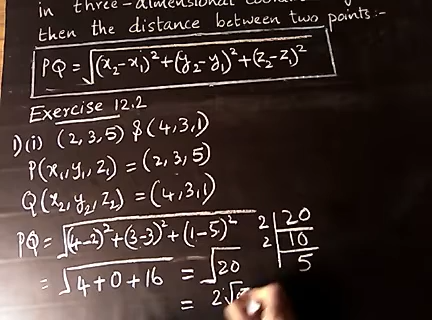 in three-dimensional
then the distance between two points:-
PQ = √(x₂-x₁)²+(y₂-y₁)²+(z₂-z₁)²
Exercise 12.2
1)(i) (2,3,5) & (4,3,1)
P(x₁,y₁,z₁) = (2,3,5)
Q(x₂,y₂,z₂) = (4,3,1)
PQ = √(4-2)²+(3-3)²+(1-5)²
= √4+0+16 = √20
= 2√
2 | 20
2 | 10
5